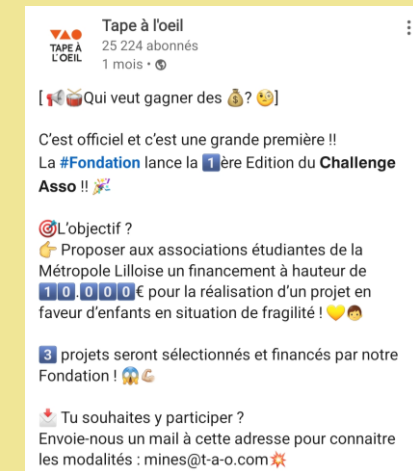 VAO
TAPE À
L'OEIL
Tape à l'oeil
25 224 abonnés
1 mois •
[ 📢🥁Qui veut gagner des 💰? 🧐]
C'est officiel et c'est une grande première !!
La #Fondation lance la 1️⃣ère Edition du Challenge
Asso !! 🎉
🎯L'objectif ?
👉 Proposer aux associations étudiantes de la
Métropole Lilloise un financement à hauteur de
1️⃣0️⃣.0️⃣0️⃣0️⃣€ pour la réalisation d'un projet en
faveur d'enfants en situation de fragilité ! 💛👦
3️⃣ projets seront sélectionnés et financés par notre
Fondation ! 😱💪🏻
📩 Tu souhaites y participer ?
Envoie-nous un mail à cette adresse pour connaitre
les modalités : mines@t-a-o.com💥